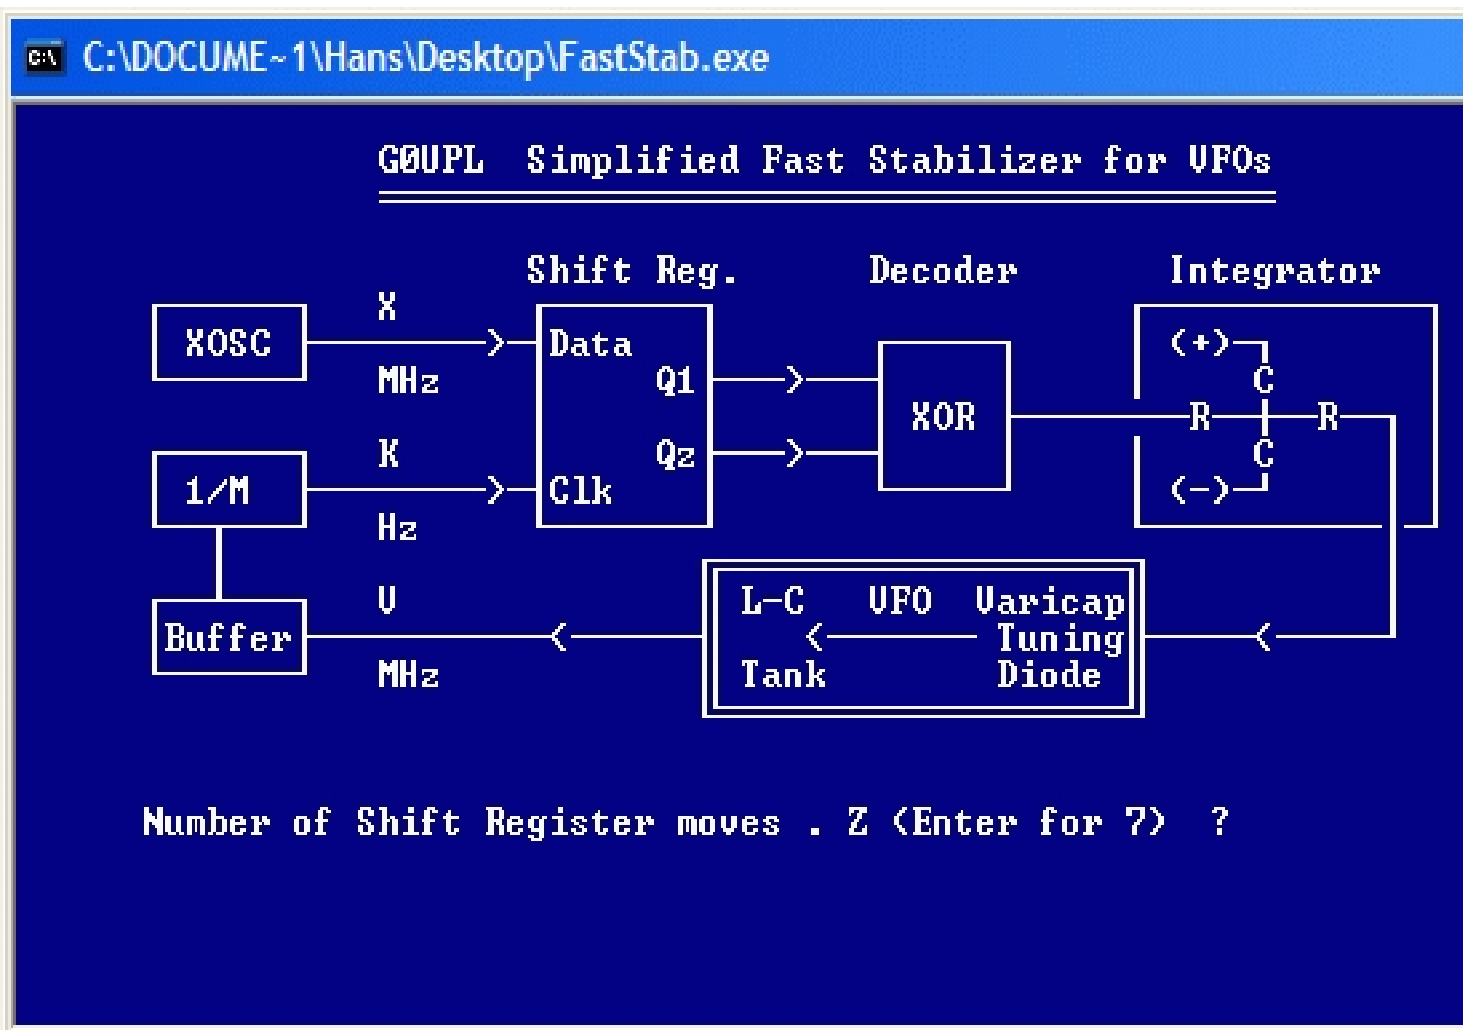 C:\DOCUME~1\Hans\Desktop\FastStab.exe
GØUPL Simplified Fast Stabilizer for VFOs
Shift Reg. Decoder Integrator
X
XOSC Data (+)
MHz Q1 C
XOR R R
K Qz C
1/M Clk (-)
Hz
V L-C VFO Varicap
Buffer Tuning
MHz Tank Diode
Number of Shift Register moves . Z (Enter for 7) ?